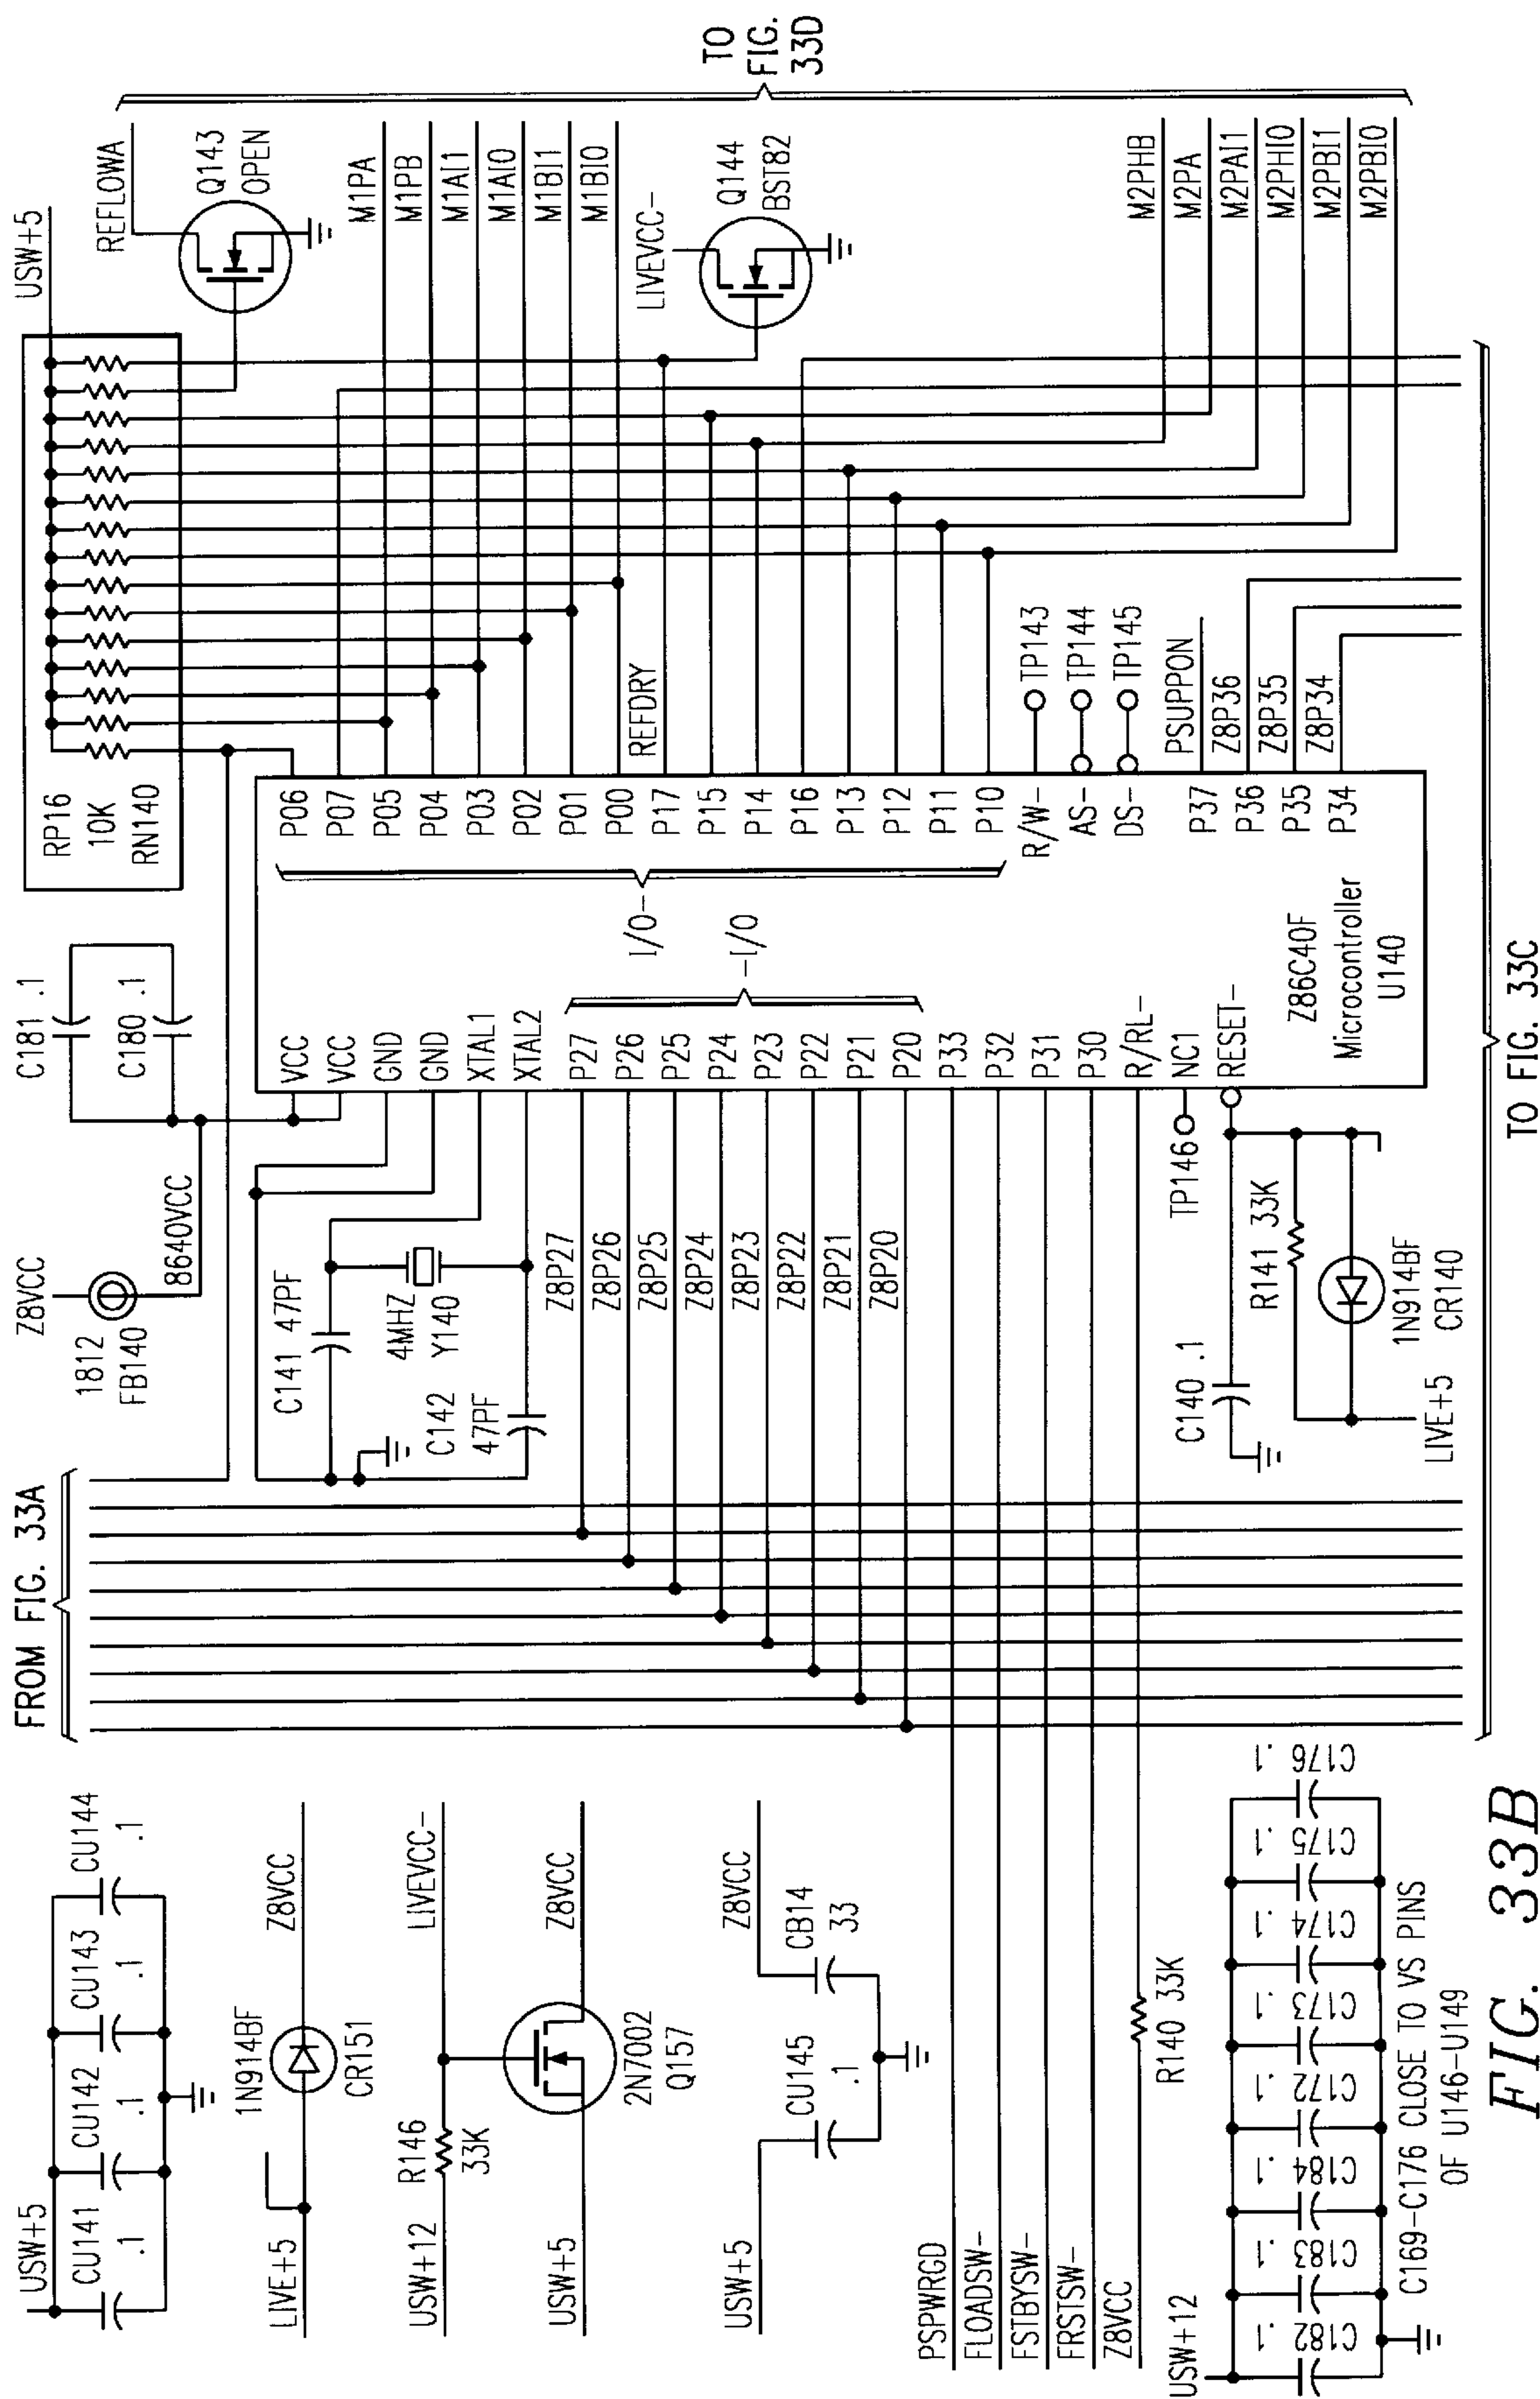 FROM FIG. 33A
USW+5
CU141
.1
CU142
.1
CU143
.1
CU144
.1
LIVE+5
1N914BF
CR151
Z8VCC
USW+12
R146
33K
LIVEVCC-
USW+5
2N7002
Q157
Z8VCC
USW+5
CU145
.1
CB14
33
Z8VCC
PSPWRGD
FLOADSW-
FSTBYSW-
FRSTSW-
Z8VCC
R140 33K
USW+12
C182 .1
C183 .1
C184 .1
C172 .1
C173 .1
C174 .1
C175 .1
C176 .1
C169-C176 CLOSE TO VS PINS
OF U146-U149
Z8VCC
1812
FB140
8640VCC
C181 .1
C180 .1
C141 47PF
4MHZ
Y140
C142
47PF
Z8P27
Z8P26
Z8P25
Z8P24
Z8P23
Z8P22
Z8P21
Z8P20
TP146
C140 .1
R141 33K
1N914BF
CR140
LIVE+5
VCC
VCC
GND
GND
XTAL1
XTAL2
P27
P26
P25
P24
P23
P22
P21
P20
P33
P32
P31
P30
R/RL-
NC1
RESET-
I/O-
-I/O
Z86C40F
Microcontroller
U140
P06
P07
P05
P04
P03
P02
P01
P00
P17
P15
P14
P16
P13
P12
P11
P10
R/W-
AS-
DS-
P37
P36
P35
P34
RP16
10K
RN140
USW+5
REFLOWA
Q143
OPEN
M1PA
M1PB
M1AI1
M1AI0
M1BI1
M1BI0
REFDRY
LIVEVCC-
Q144
BST82
M2PHB
M2PA
M2PAI1
M2PHI0
M2PBI1
M2PBI0
TP143
TP144
TP145
PSUPPON
Z8P36
Z8P35
Z8P34
TO
FIG.
33D
TO FIG. 33C
FIG. 33B